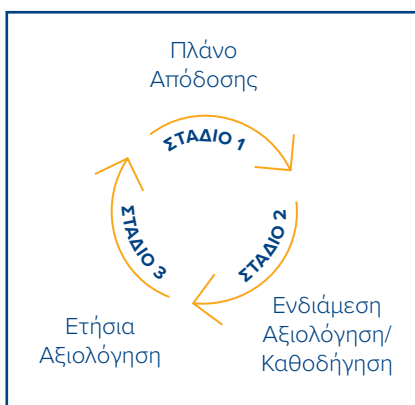 Πλάνο
Απόδοσης
ΣΤΑΔΙΟ 1
ΣΤΑΔΙΟ 2
Ενδιάμεση
Αξιολόγηση/
Καθοδήγηση
ΣΤΑΔΙΟ 3
Ετήσια
Αξιολόγηση